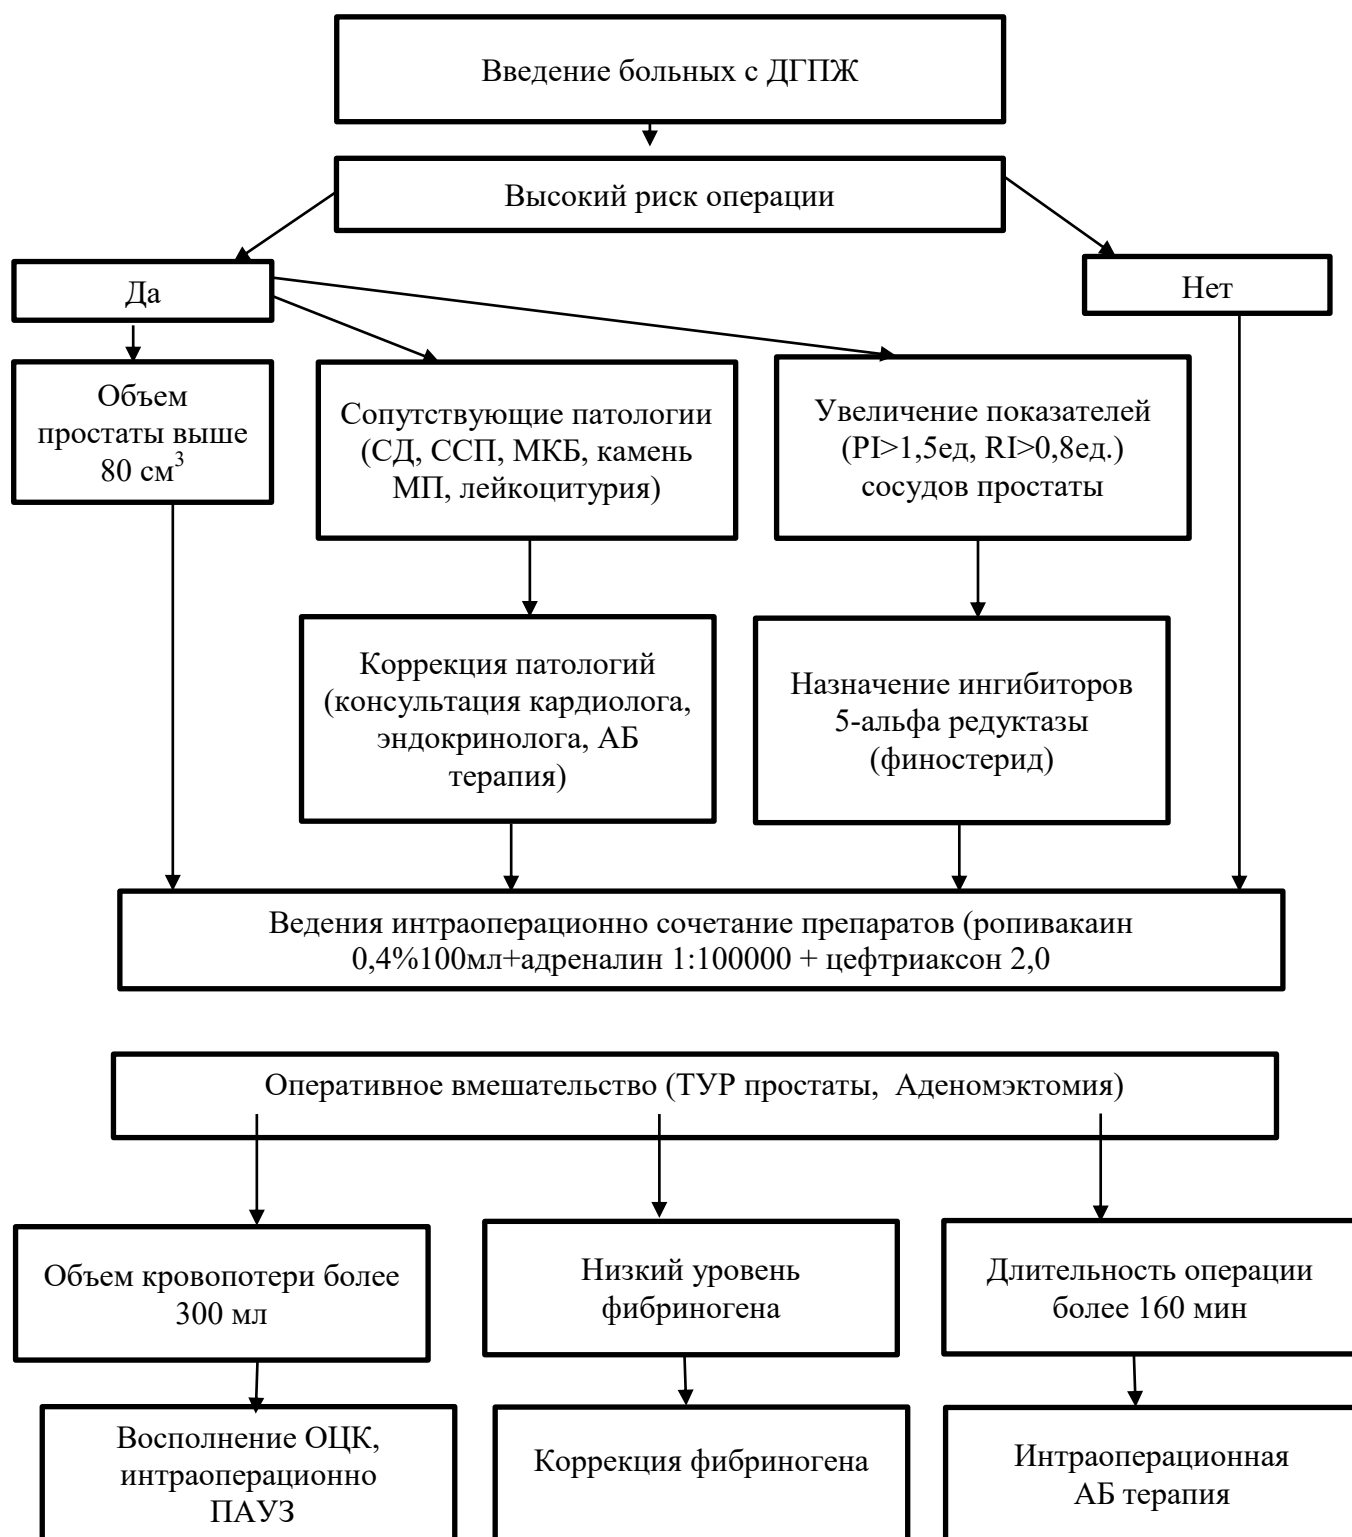 Введение больных с ДГПЖ
Высокий риск операции
Да
Нет
Объем
простаты выше
80 см³
Сопутствующие патологии
(СД, ССП, МКБ, камень
МП, лейкоцитурия)
Увеличение показателей
(PI>1,5ед, RI>0,8ед.)
сосудов простаты
Коррекция патологий
(консультация кардиолога,
эндокринолога, АБ
терапия)
Назначение ингибиторов
5-альфа редуктазы
(финостерид)
Ведения интраоперационно сочетание препаратов (ропивакаин
0,4%100мл+адреналин 1:100000 + цефтриаксон 2,0
Оперативное вмешательство (ТУР простаты, Аденомэктомия)
Объем кровопотери более
300 мл
Низкий уровень
фибриногена
Длительность операции
более 160 мин
Восполнение ОЦК,
интраоперационно
ПАУЗ
Коррекция фибриногена
Интраоперационная
АБ терапия